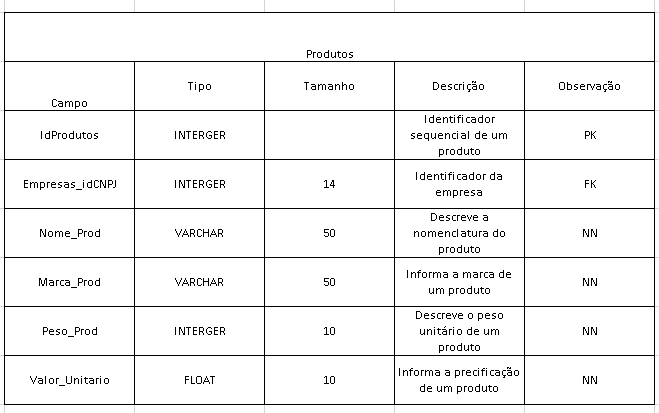 Produtos
Campo Tipo Tamanho Descrição Observação
IdProdutos INTERGER Identificador sequencial de um produto PK
Empresas_idCNPJ INTERGER 14 Identificador da empresa FK
Nome_Prod VARCHAR 50 Descreve a nomenclatura do produto NN
Marca_Prod VARCHAR 50 Informa a marca de um produto NN
Peso_Prod INTERGER 10 Descreve o peso unitário de um produto NN
Valor_Unitario FLOAT 10 Informa a precificação de um produto NN